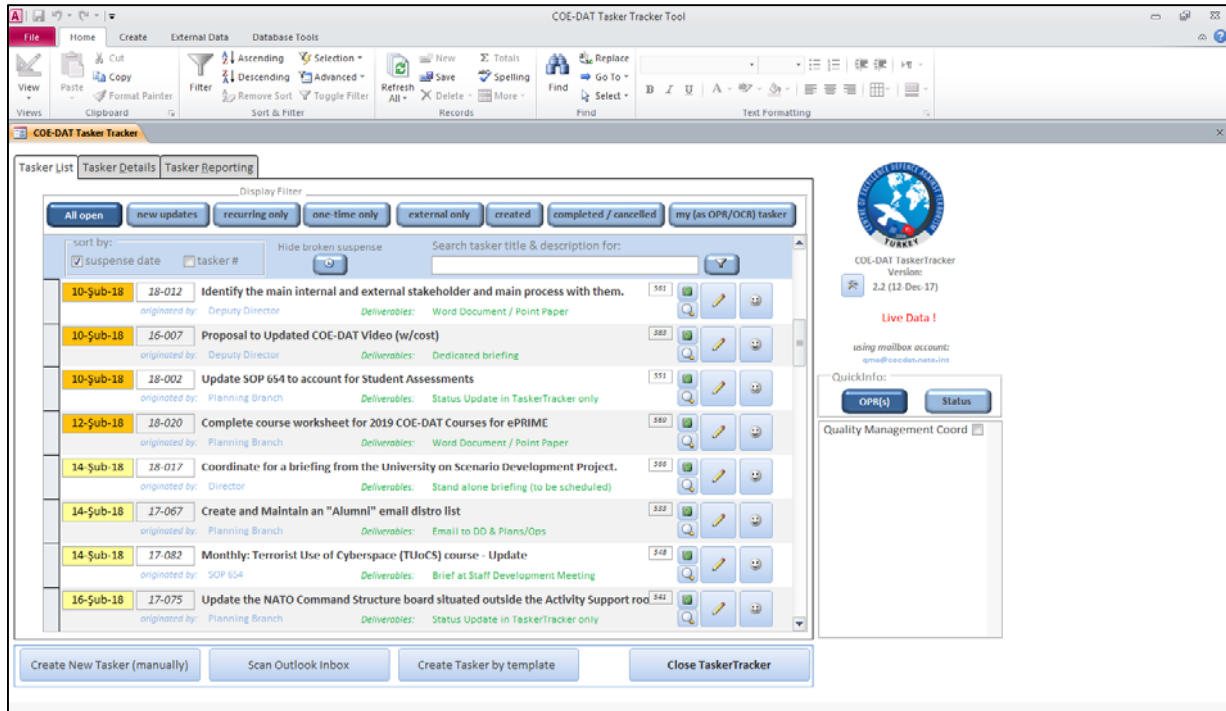 COE-DAT Tasker Tracker Tool
File Home Create External Data Database Tools
View Paste Cut Copy Format Painter Filter Ascending Descending Remove Sort Selection Advanced Toggle Filter Refresh All New Save Delete Totals Spelling More Find Replace Go To Select
Views Clipboard Sort & Filter Records Find Text Formatting
COE-DAT Tasker Tracker
Tasker List Tasker Details Tasker Reporting
Display Filter
All open new updates recurring only one-time only external only created completed / cancelled my (as OPR/OCR) tasker
sort by: Hide broken suspense Search tasker title & description for:
suspense date tasker #
10-Şub-18 18-012 Identify the main internal and external stakeholder and main process with them. 561
originated by: Deputy Director Deliverables: Word Document / Point Paper
10-Şub-18 16-007 Proposal to Updated COE-DAT Video (w/cost)
originated by: Deputy Director Deliverables: Dedicated briefing
10-Şub-18 18-002 Update SOP 654 to account for Student Assessments 551
originated by: Planning Branch Deliverables: Status Update in TaskerTracker only
12-Şub-18 18-020 Complete course worksheet for 2019 COE-DAT Courses for ePRIME
originated by: Planning Branch Deliverables: Word Document / Point Paper
14-Şub-18 18-017 Coordinate for a briefing from the University on Scenario Development Project.
originated by: Director Deliverables: Stand alone briefing (to be scheduled)
14-Şub-18 17-067 Create and Maintain an "Alumni" email distro list
originated by: Planning Branch Deliverables: Email to DD & Plans/Ops
14-Şub-18 17-082 Monthly: Terrorist Use of Cyberspace (TUoCS) course - Update 548
originated by: SOP 654 Deliverables: Brief at Staff Development Meeting
16-Şub-18 17-075 Update the NATO Command Structure board situated outside the Activity Support roo 541
originated by: Planning Branch Deliverables: Status Update in TaskerTracker only
Create New Tasker (manually) Scan Outlook Inbox Create Tasker by template Close TaskerTracker
CENTRE OF EXCELLENCE DEFENCE AGAINST TERRORISM
TURKEY
COE-DAT TaskerTracker
Version:
2.2 (12-Dec-17)
Live Data !
using mailbox account:
qmo@coedat.nato.int
QuickInfo:
OPR(s) Status
Quality Management Coord